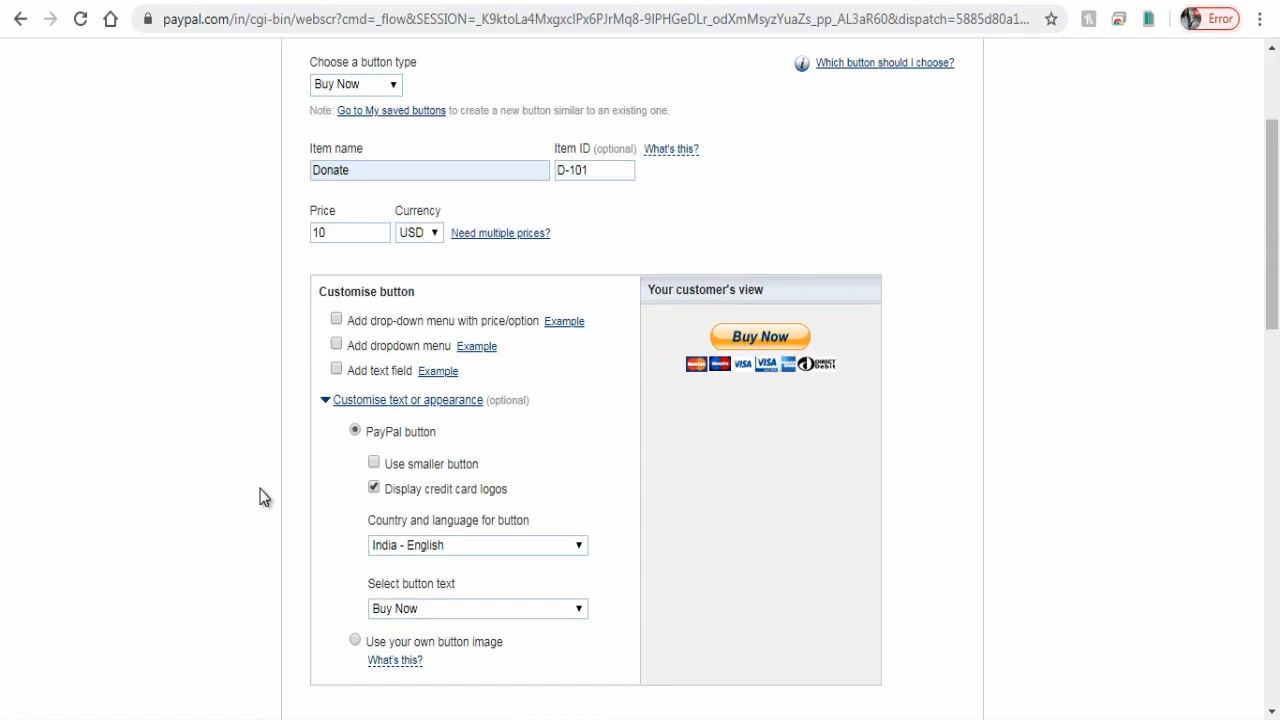 paypal.com/in/cgi-bin/webscr?cmd=_flow&SESSION=_K9ktoLa4MxgxclPx6PJrMq8-9IPHGeDLr_odXmMsyzYuaZs_pp_AL3aR60&dispatch=5885d80a1... Error
Choose a button type
Which button should I choose?
Buy Now
Note: Go to My saved buttons to create a new button similar to an existing one.
Item name Item ID (optional) What's this?
Donate D-101
Price Currency
10 USD Need multiple prices?
Customise button
Your customer's view
Add drop-down menu with price/option Example
Buy Now
Add dropdown menu Example
VISA VISA DIRECT Debit
Add text field Example
Customise text or appearance (optional)
PayPal button
Use smaller button
Display credit card logos
Country and language for button
India - English
Select button text
Buy Now
Use your own button image
What's this?